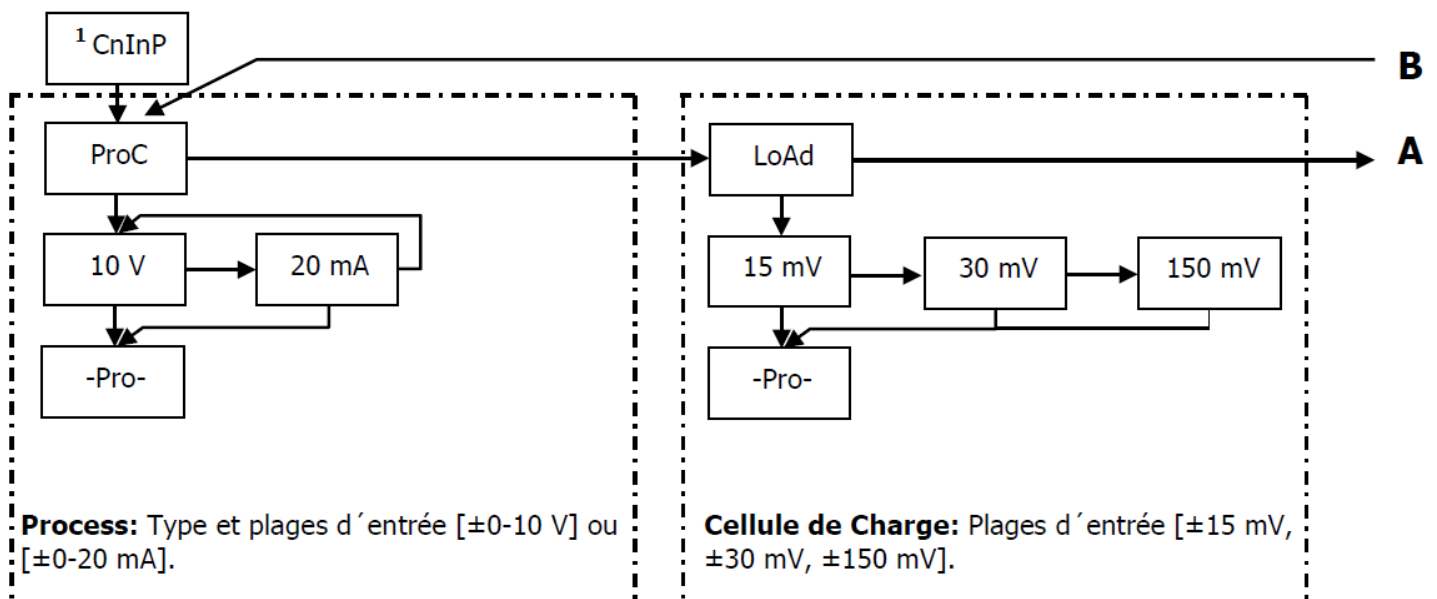 1 CnInP
B
ProC
LoAd
A
10 V
20 mA
15 mV
30 mV
150 mV
-Pro-
-Pro-
Process: Type et plages d´entrée [±0-10 V] ou
[±0-20 mA].
Cellule de Charge: Plages d´entrée [±15 mV,
±30 mV, ±150 mV].